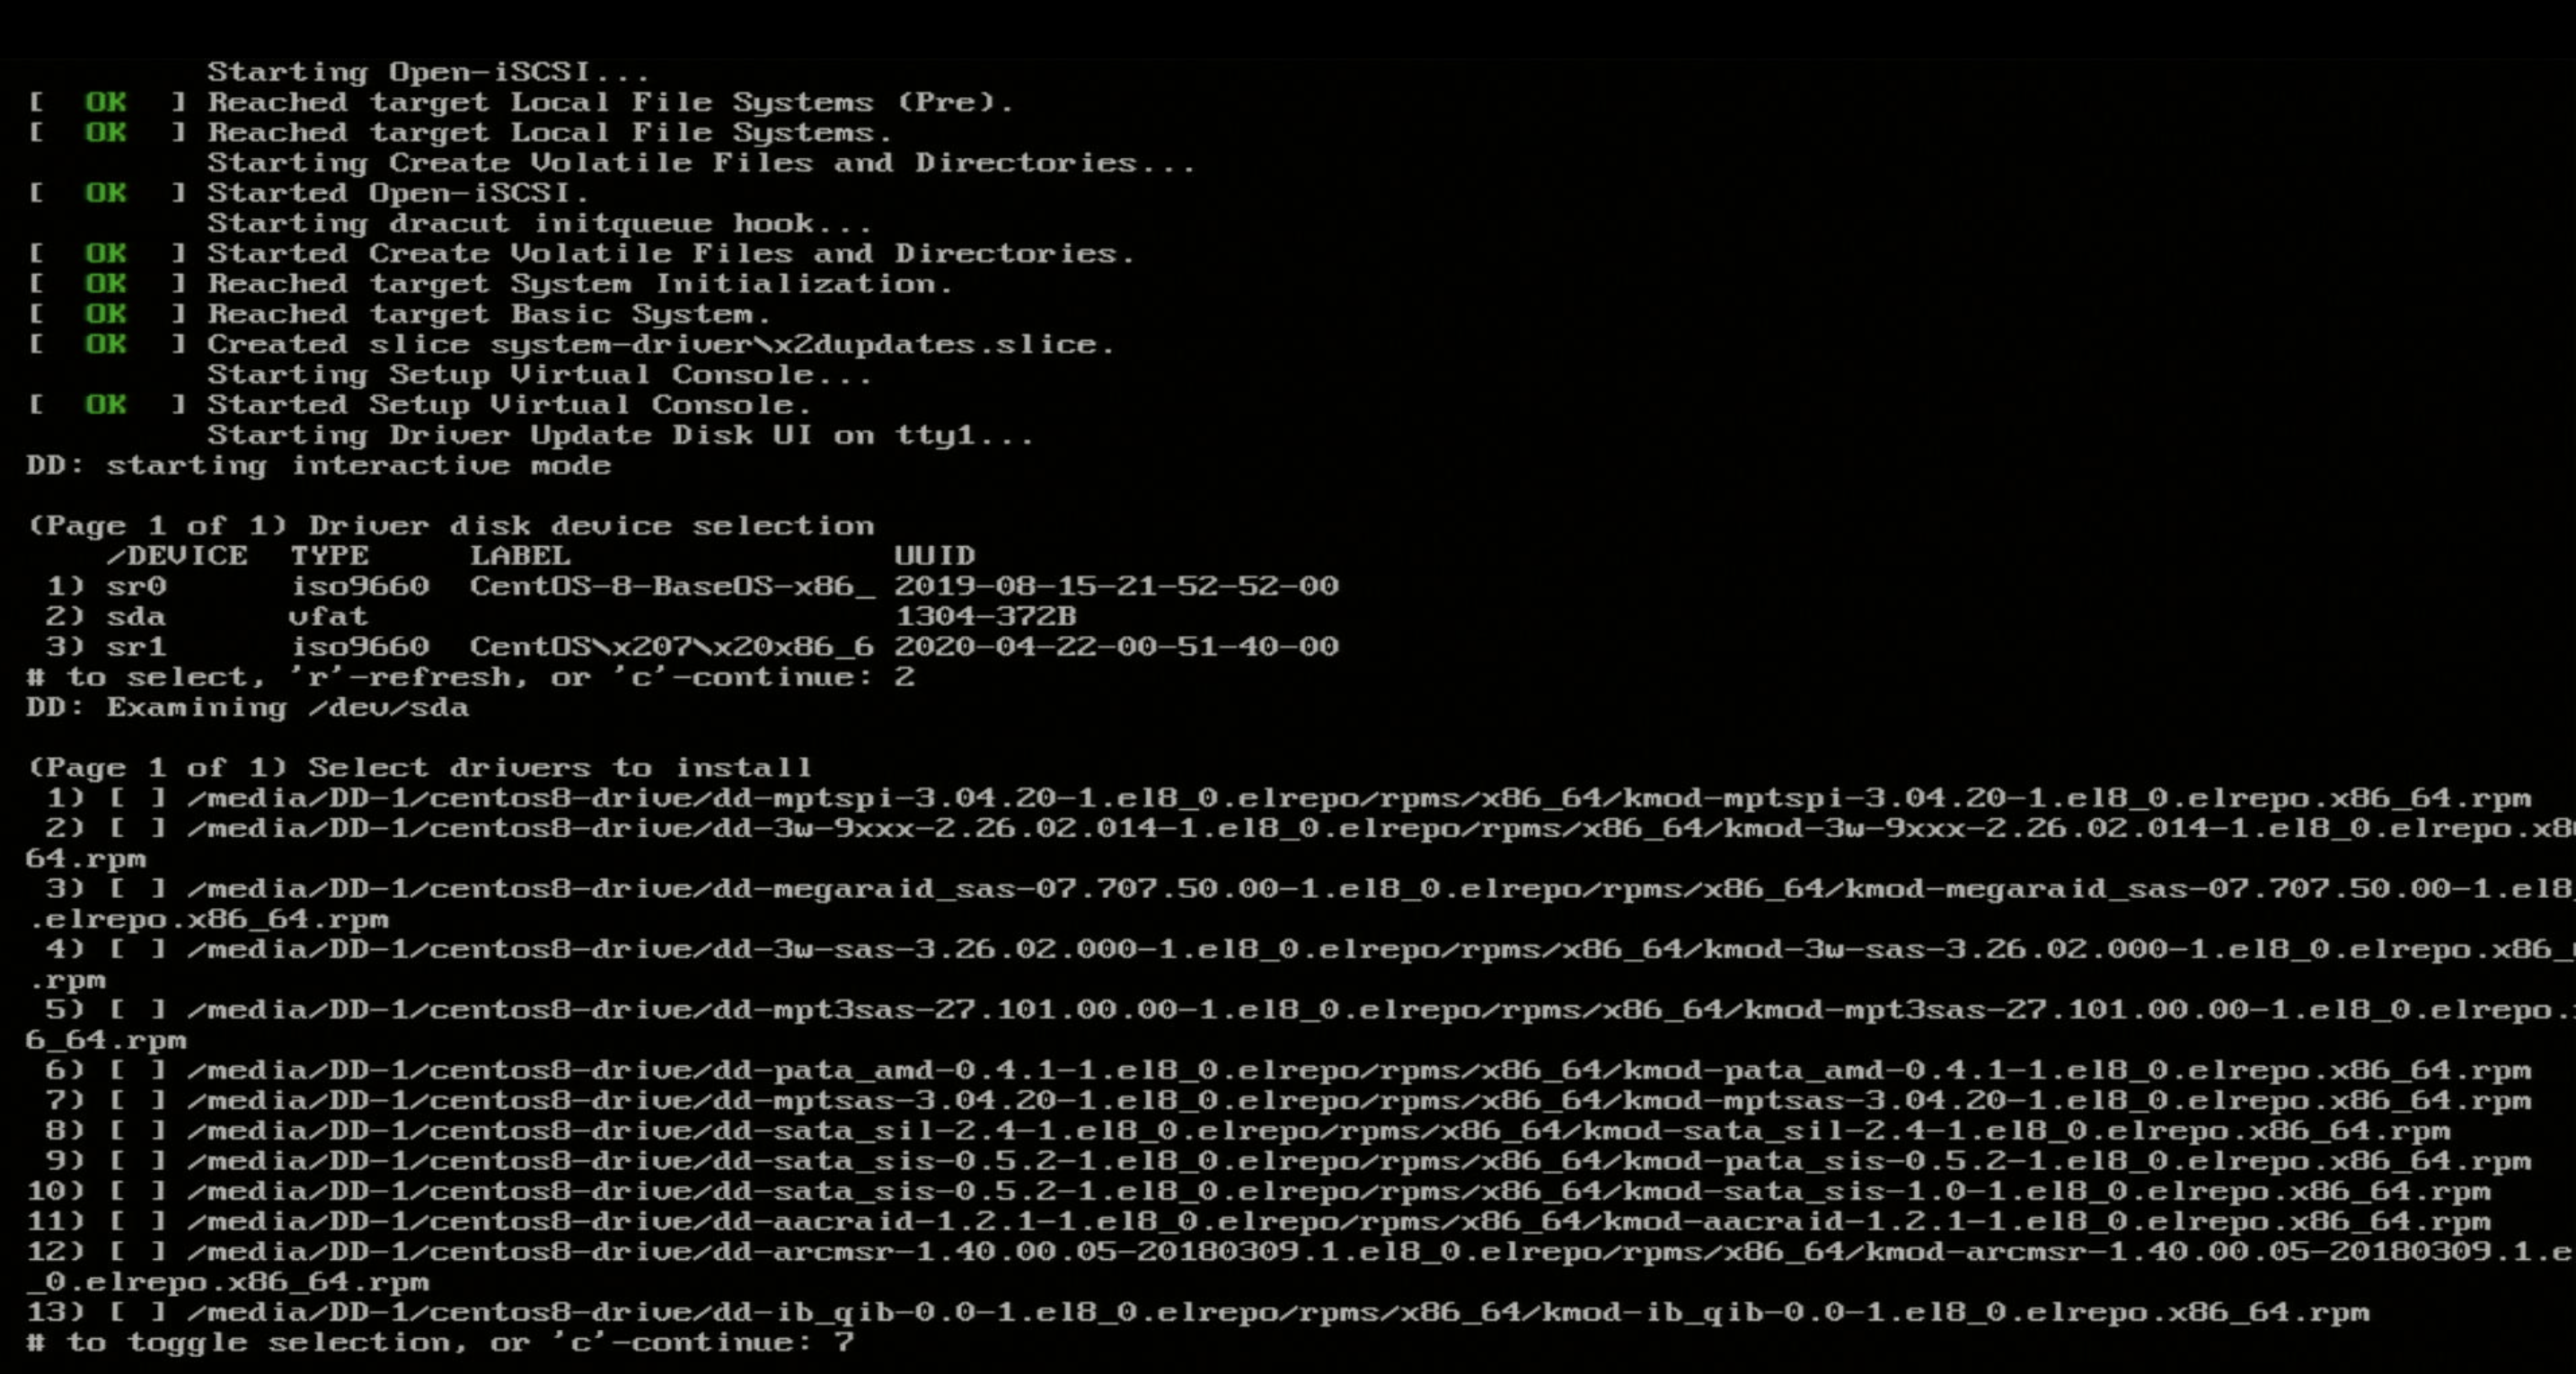 Starting Open-iSCSI...
[  OK  ] Reached target Local File Systems (Pre).
[  OK  ] Reached target Local File Systems.
Starting Create Volatile Files and Directories...
[  OK  ] Started Open-iSCSI.
Starting dracut initqueue hook...
[  OK  ] Started Create Volatile Files and Directories.
[  OK  ] Reached target System Initialization.
[  OK  ] Reached target Basic System.
[  OK  ] Created slice system-driver\x2dupdates.slice.
Starting Setup Virtual Console...
[  OK  ] Started Setup Virtual Console.
Starting Driver Update Disk UI on tty1...
DD: starting interactive mode
(Page 1 of 1) Driver disk device selection
/DEVICE  TYPE     LABEL                UUID
1) sr0      iso9660  CentOS-8-BaseOS-x86_ 2019-08-15-21-52-52-00
2) sda      vfat                          1304-372B
3) sr1      iso9660  CentOS\x207\x20x86_6 2020-04-22-00-51-40-00
# to select, 'r'-refresh, or 'c'-continue: 2
DD: Examining /dev/sda
(Page 1 of 1) Select drivers to install
1) [ ] /media/DD-1/centos8-drive/dd-mptspi-3.04.20-1.el8_0.elrepo/rpms/x86_64/kmod-mptspi-3.04.20-1.el8_0.elrepo.x86_64.rpm
2) [ ] /media/DD-1/centos8-drive/dd-3w-9xxx-2.26.02.014-1.el8_0.elrepo/rpms/x86_64/kmod-3w-9xxx-2.26.02.014-1.el8_0.elrepo.x8
64.rpm
3) [ ] /media/DD-1/centos8-drive/dd-megaraid_sas-07.707.50.00-1.el8_0.elrepo/rpms/x86_64/kmod-megaraid_sas-07.707.50.00-1.el8
.elrepo.x86_64.rpm
4) [ ] /media/DD-1/centos8-drive/dd-3w-sas-3.26.02.000-1.el8_0.elrepo/rpms/x86_64/kmod-3w-sas-3.26.02.000-1.el8_0.elrepo.x86_
.rpm
5) [ ] /media/DD-1/centos8-drive/dd-mpt3sas-27.101.00.00-1.el8_0.elrepo/rpms/x86_64/kmod-mpt3sas-27.101.00.00-1.el8_0.elrepo.
6_64.rpm
6) [ ] /media/DD-1/centos8-drive/dd-pata_amd-0.4.1-1.el8_0.elrepo/rpms/x86_64/kmod-pata_amd-0.4.1-1.el8_0.elrepo.x86_64.rpm
7) [ ] /media/DD-1/centos8-drive/dd-mptsas-3.04.20-1.el8_0.elrepo/rpms/x86_64/kmod-mptsas-3.04.20-1.el8_0.elrepo.x86_64.rpm
8) [ ] /media/DD-1/centos8-drive/dd-sata_sil-2.4-1.el8_0.elrepo/rpms/x86_64/kmod-sata_sil-2.4-1.el8_0.elrepo.x86_64.rpm
9) [ ] /media/DD-1/centos8-drive/dd-sata_sis-0.5.2-1.el8_0.elrepo/rpms/x86_64/kmod-pata_sis-0.5.2-1.el8_0.elrepo.x86_64.rpm
10) [ ] /media/DD-1/centos8-drive/dd-sata_sis-0.5.2-1.el8_0.elrepo/rpms/x86_64/kmod-sata_sis-1.0-1.el8_0.elrepo.x86_64.rpm
11) [ ] /media/DD-1/centos8-drive/dd-aacraid-1.2.1-1.el8_0.elrepo/rpms/x86_64/kmod-aacraid-1.2.1-1.el8_0.elrepo.x86_64.rpm
12) [ ] /media/DD-1/centos8-drive/dd-arcmsr-1.40.00.05-20180309.1.el8_0.elrepo/rpms/x86_64/kmod-arcmsr-1.40.00.05-20180309.1.e
_0.elrepo.x86_64.rpm
13) [ ] /media/DD-1/centos8-drive/dd-ib_qib-0.0-1.el8_0.elrepo/rpms/x86_64/kmod-ib_qib-0.0-1.el8_0.elrepo.x86_64.rpm
# to toggle selection, or 'c'-continue: 7